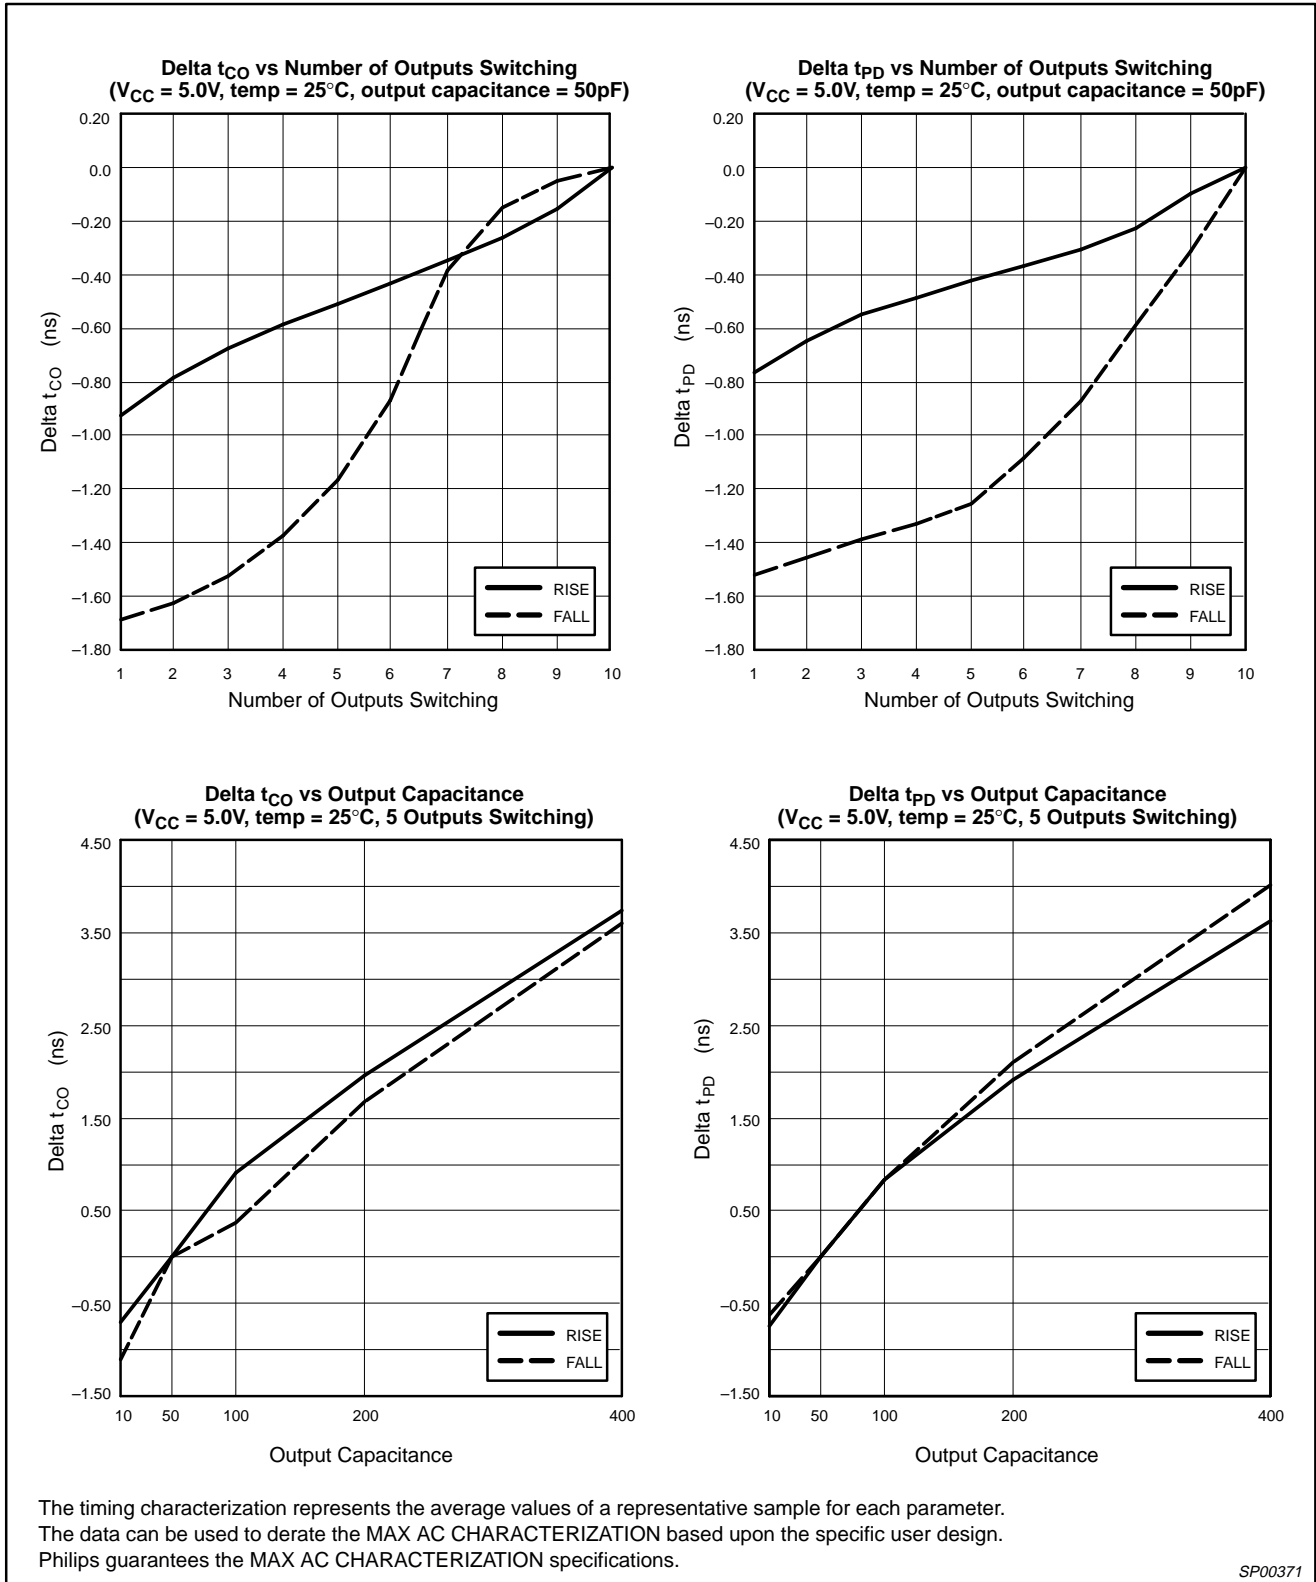 Delta tCO vs Number of Outputs Switching
(VCC = 5.0V, temp = 25°C, output capacitance = 50pF)
0.20
0.0
–0.20
–0.40
–0.60
–0.80
–1.00
–1.20
–1.40
–1.60
–1.80
Delta tCO (ns)
RISE
FALL
1 2 3 4 5 6 7 8 9 10
Number of Outputs Switching
Delta tPD vs Number of Outputs Switching
(VCC = 5.0V, temp = 25°C, output capacitance = 50pF)
0.20
0.0
–0.20
–0.40
–0.60
–0.80
–1.00
–1.20
–1.40
–1.60
–1.80
Delta tPD (ns)
RISE
FALL
1 2 3 4 5 6 7 8 9 10
Number of Outputs Switching
Delta tCO vs Output Capacitance
(VCC = 5.0V, temp = 25°C, 5 Outputs Switching)
4.50
3.50
2.50
1.50
0.50
–0.50
–1.50
Delta tCO (ns)
RISE
FALL
10 50 100 200 400
Output Capacitance
Delta tPD vs Output Capacitance
(VCC = 5.0V, temp = 25°C, 5 Outputs Switching)
4.50
3.50
2.50
1.50
0.50
–0.50
–1.50
Delta tPD (ns)
RISE
FALL
10 50 100 200 400
Output Capacitance
The timing characterization represents the average values of a representative sample for each parameter.
The data can be used to derate the MAX AC CHARACTERIZATION based upon the specific user design.
Philips guarantees the MAX AC CHARACTERIZATION specifications.
SP00371